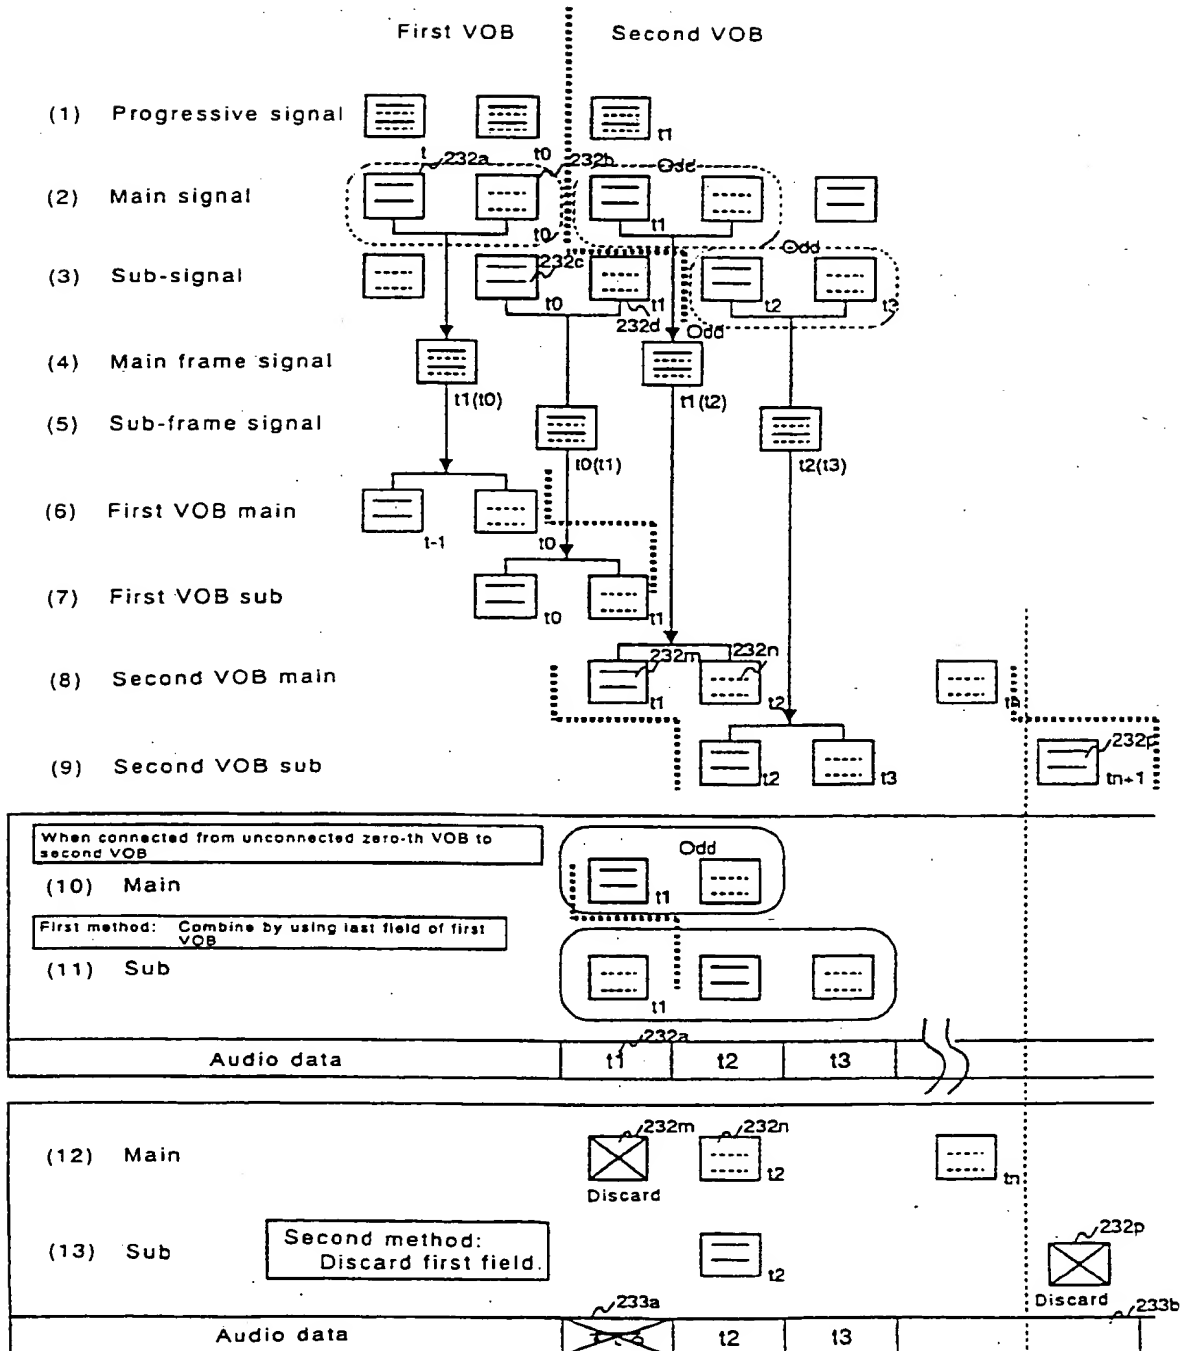 First VOB Second VOB
(1) Progressive signal t1
t 232a t0 232b Odd
(2) Main signal t0 t1
Odd
(3) Sub-signal 232c t0 t1 t2 t3
232d Odd
(4) Main frame signal
t1(t0) t1(t2)
(5) Sub-frame signal
t0(t1) t2(t3)
(6) First VOB main
t-1 t0
(7) First VOB sub t0 t1
232m 232n
(8) Second VOB main t1 t2
232p
(9) Second VOB sub t2 t3 tn+1
When connected from unconnected zero-th VOB to
second VOB
Odd
(10) Main t1
First method: Combine by using last field of first
VOB
(11) Sub
t1
232a
Audio data t1 t2 t3
232m 232n
(12) Main t2 tn
Discard
232p
(13) Sub Second method:
Discard first field. t2
Discard
233a 233b
Audio data t2 t3